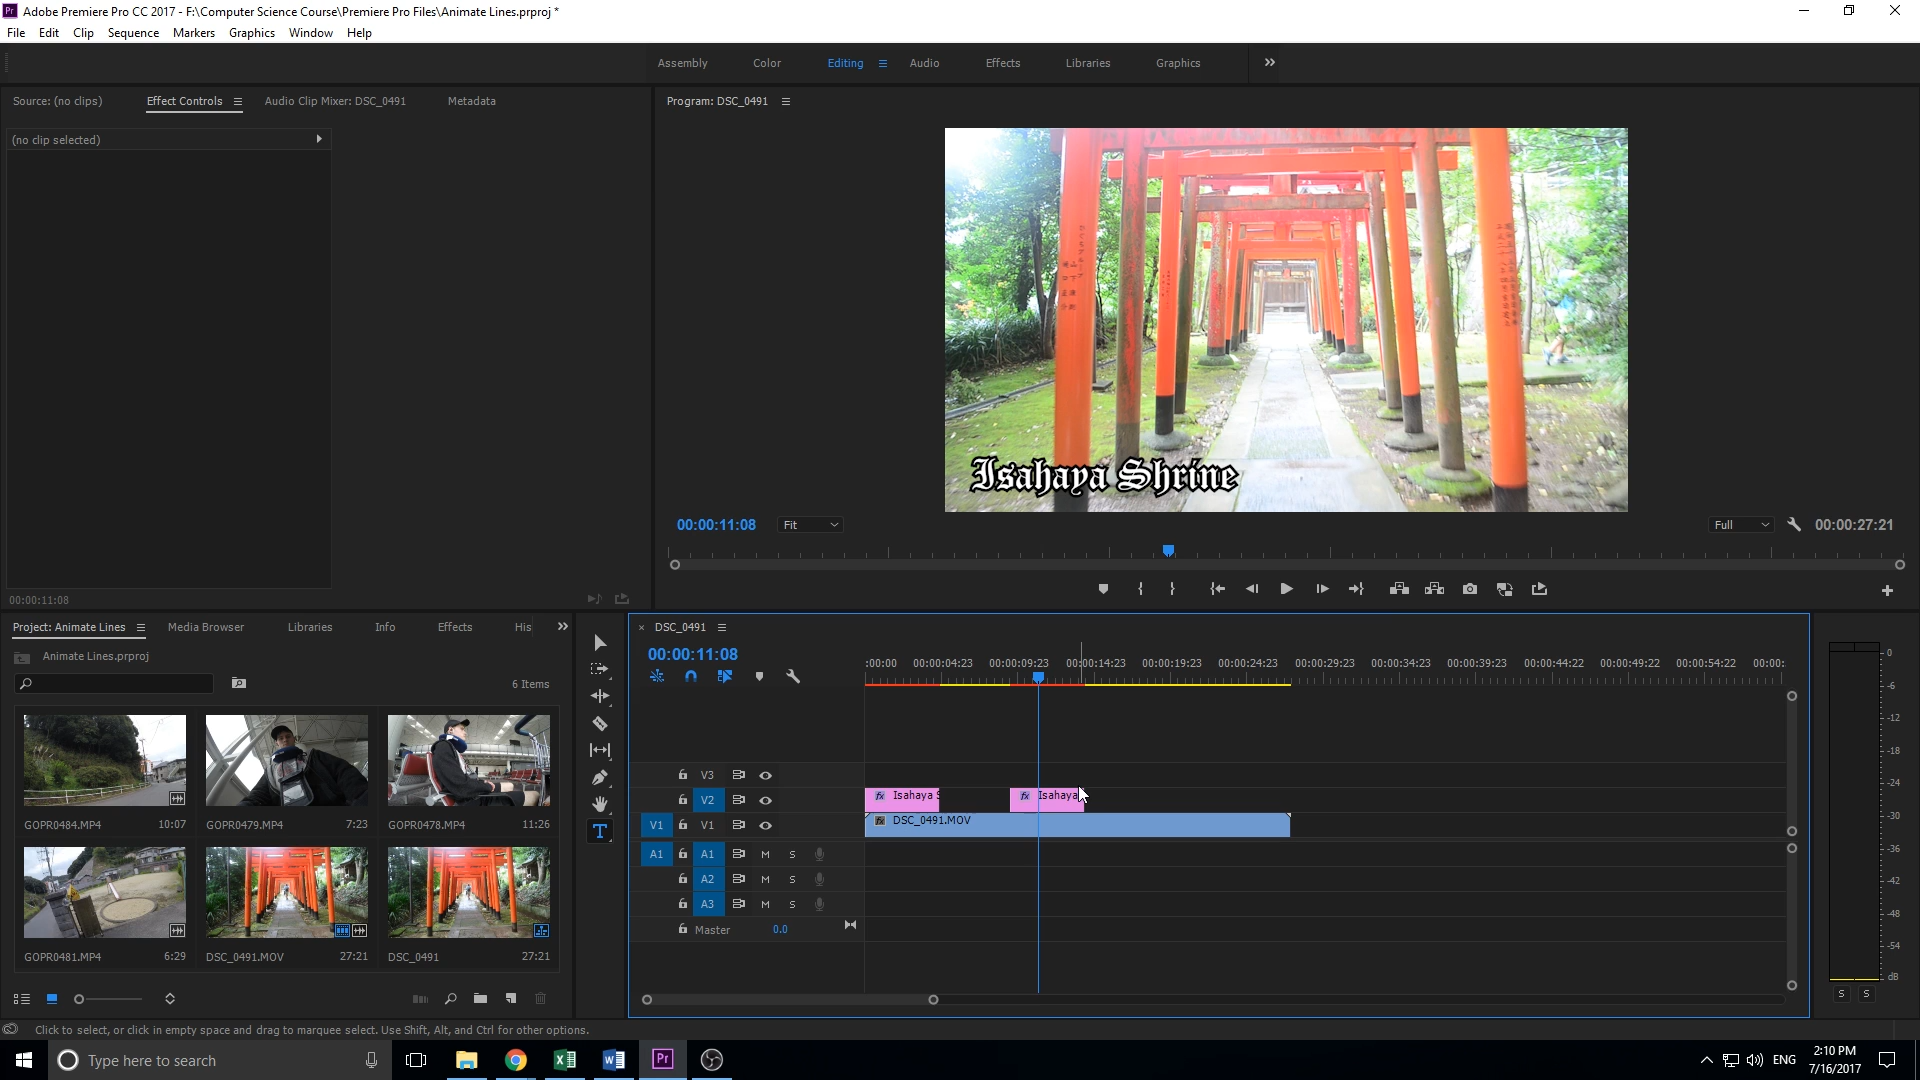 Adobe Premiere Pro CC 2017 - F:\Computer Science Course\Premiere Pro Files\Animate Lines.prproj *
File Edit Clip Sequence Markers Graphics Window Help
Assembly Color Editing Audio Effects Libraries Graphics
Source: (no clips) Effect Controls Audio Clip Mixer: DSC_0491 Metadata
Program: DSC_0491
(no clip selected)
Isahaya Shrine
00:00:11:08 Fit Full 00:00:27:21
00:00:11:08
Project: Animate Lines Media Browser Libraries Info Effects His
Animate Lines.prproj
6 Items
GOPR0484.MP4 10:07
GOPR0479.MP4 7:23
GOPR0478.MP4 11:26
GOPR0481.MP4 6:29
DSC_0491.MOV 27:21
DSC_0491 27:21
DSC_0491
00:00:11:08
:00:00 00:00:04:23 00:00:09:23 00:00:14:23 00:00:19:23 00:00:24:23 00:00:29:23 00:00:34:23 00:00:39:23 00:00:44:22 00:00:49:22 00:00:54:22 00:00:
V3
V2 Isahaya S Isahaya
V1 V1 DSC_0491.MOV
A1 A1 M S
A2 M S
A3 M S
Master 0.0
0
-6
-12
-18
-24
-30
-36
-42
-48
-54
dB
S S
Click to select, or click in empty space and drag to marquee select. Use Shift, Alt, and Ctrl for other options.
Type here to search
ENG
2:10 PM
7/16/2017